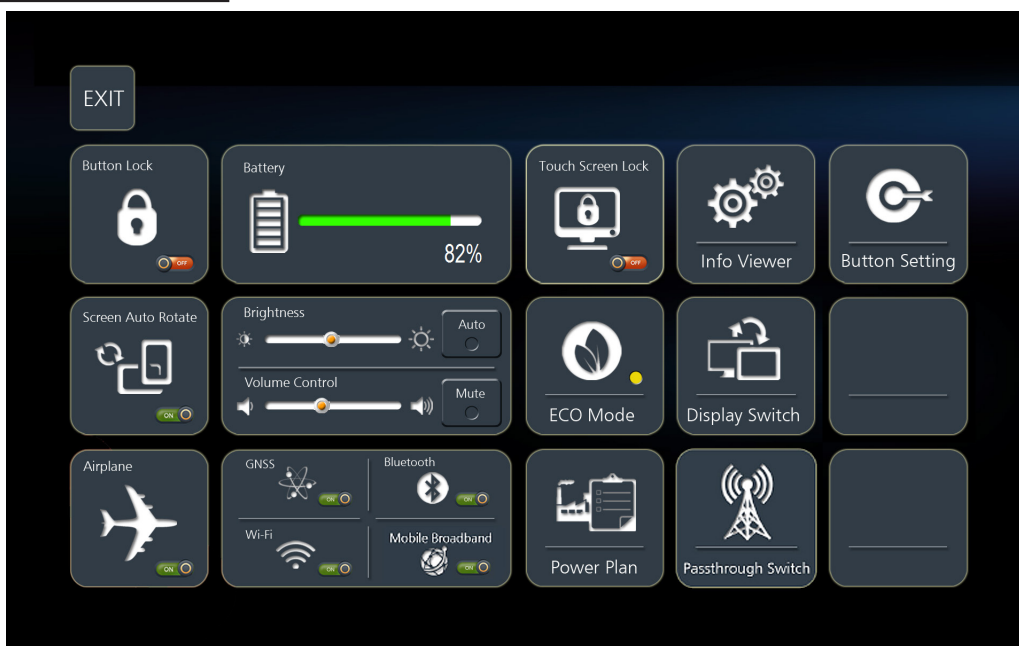 EXIT
Button Lock
OFF
Battery
82%
Touch Screen Lock
OFF
Info Viewer
Button Setting
Screen Auto Rotate
ON
Brightness
Auto
Volume Control
Mute
ECO Mode
Display Switch
Airplane
ON
GNSS
ON
Bluetooth
ON
Wi-Fi
ON
Mobile Broadband
ON
Power Plan
Passthrough Switch